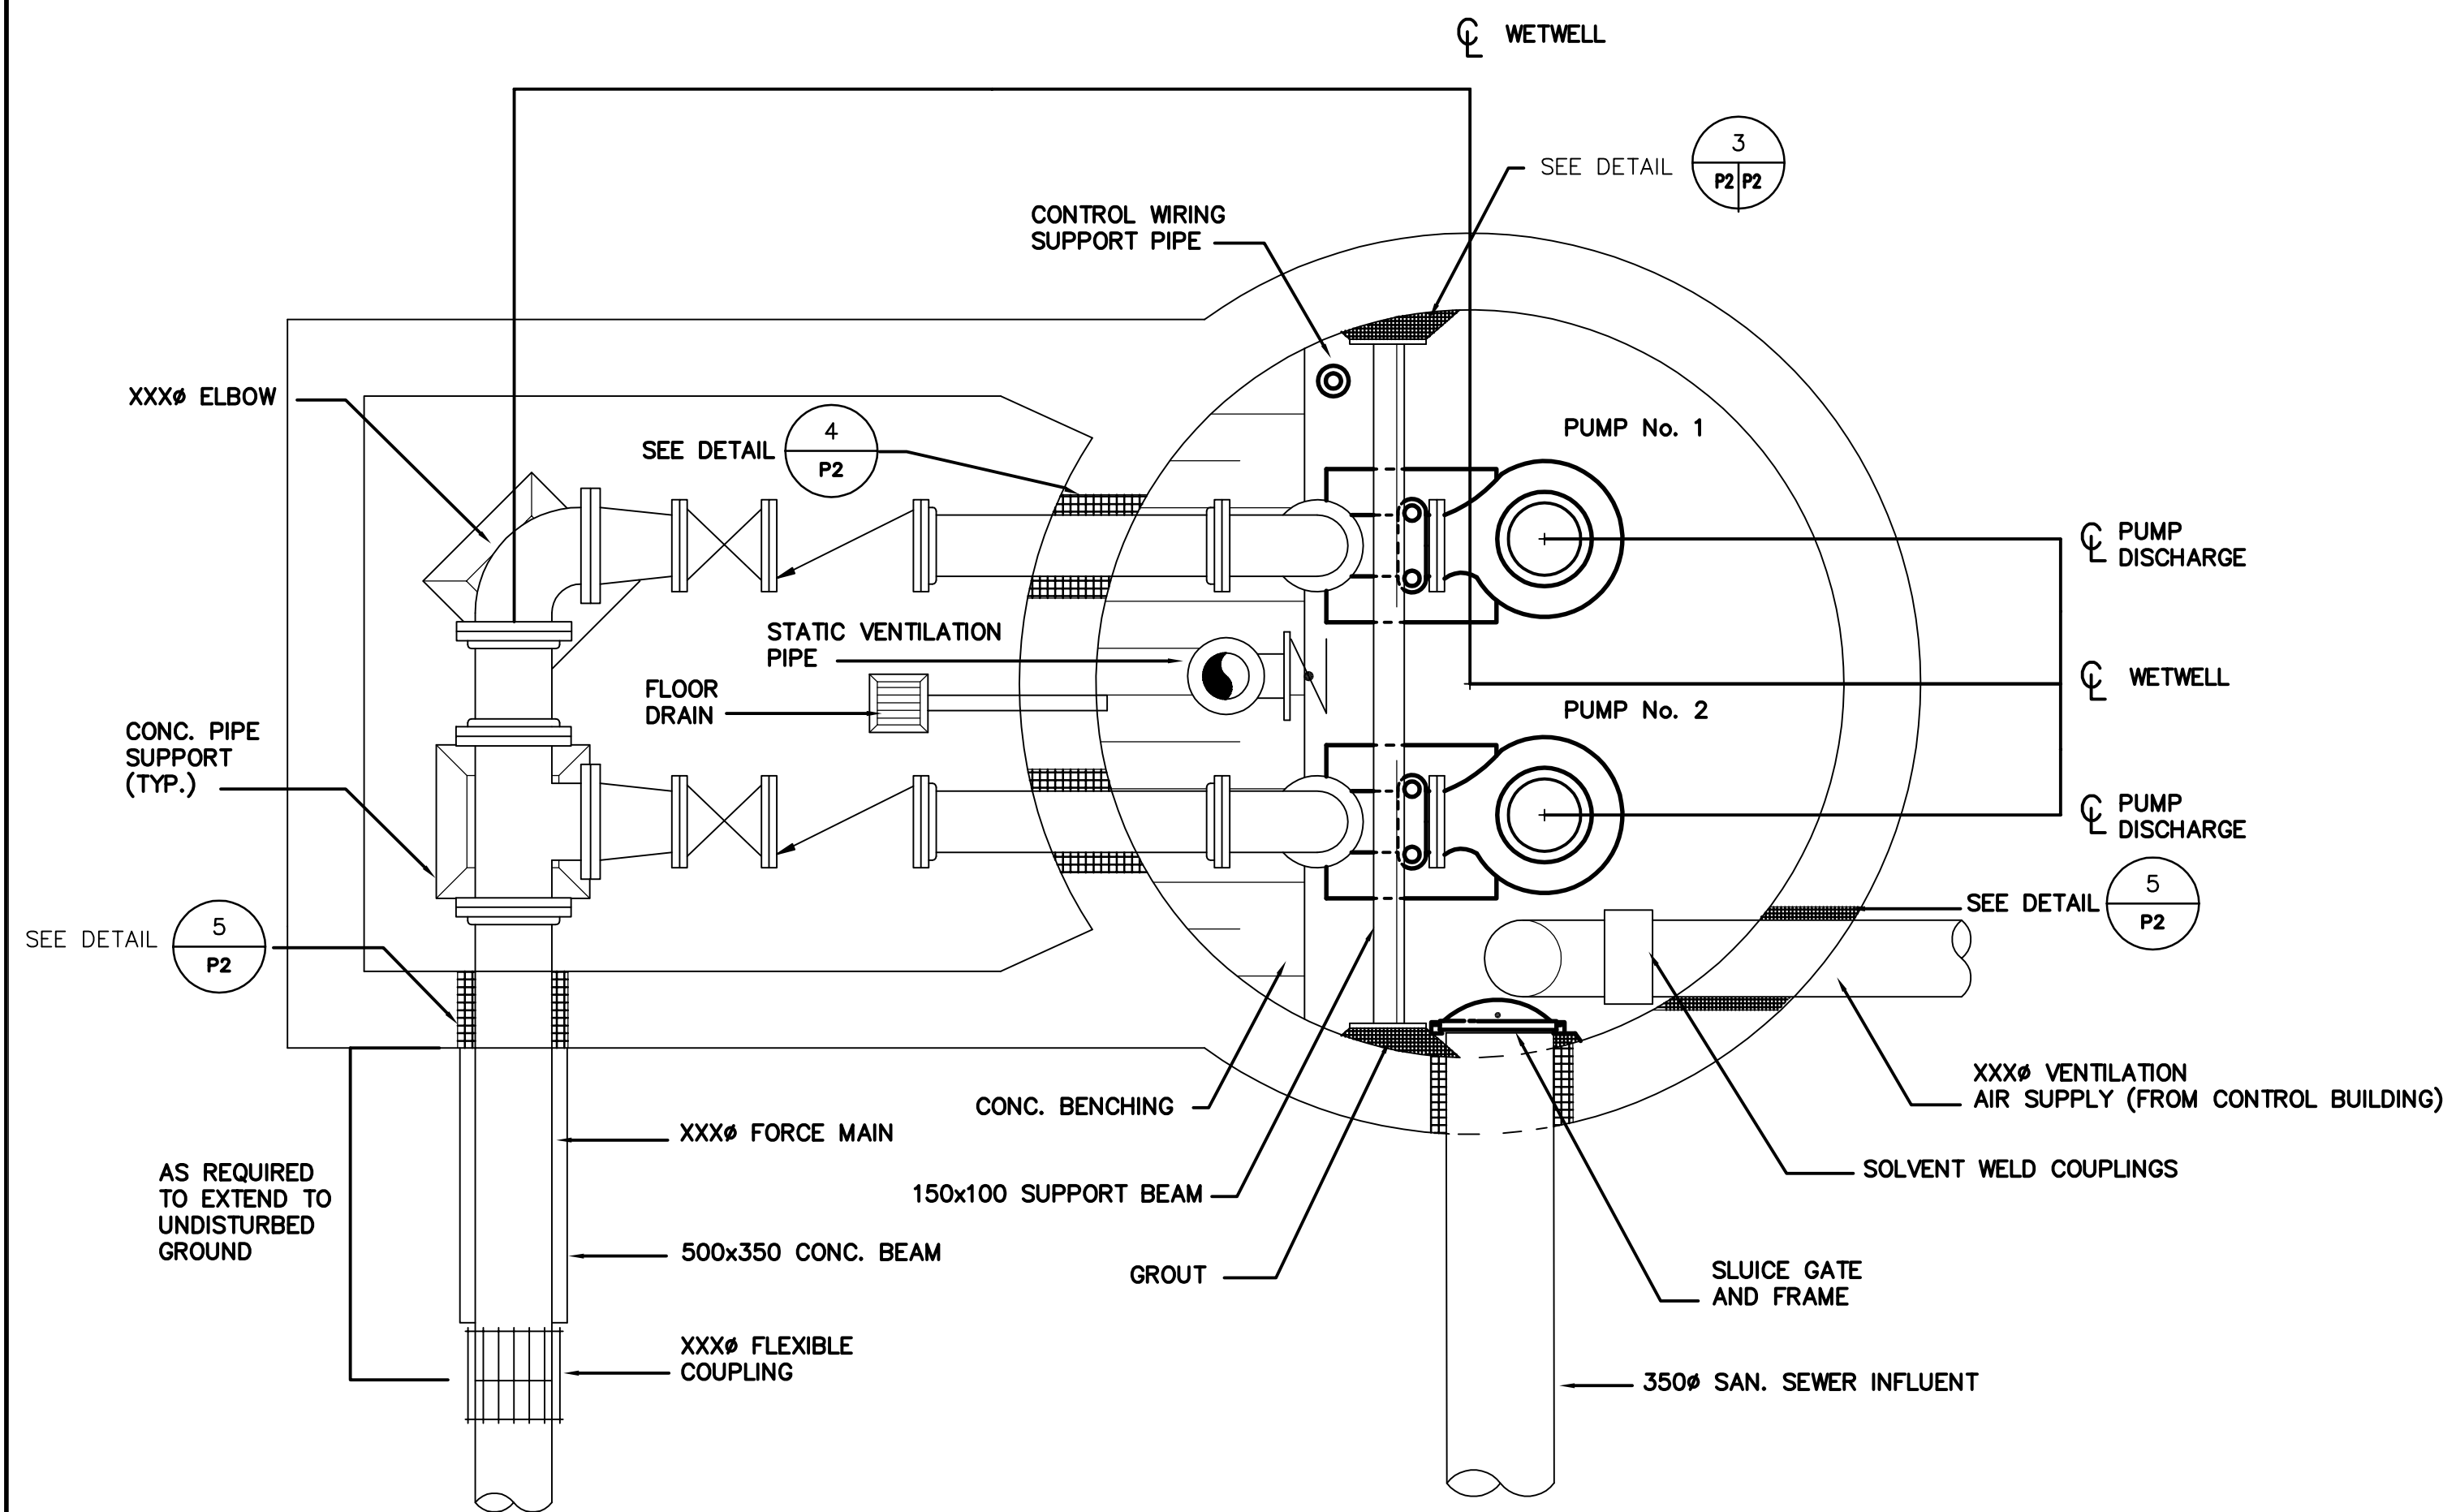 ℄ WETWELL
SEE DETAIL
3
P2 P2
CONTROL WIRING
SUPPORT PIPE
XXXø ELBOW
SEE DETAIL
4
P2
PUMP No. 1
℄ PUMP
DISCHARGE
STATIC VENTILATION
PIPE
FLOOR
DRAIN
℄ WETWELL
PUMP No. 2
CONC. PIPE
SUPPORT
(TYP.)
℄ PUMP
DISCHARGE
SEE DETAIL
5
P2
SEE DETAIL
5
P2
XXXø VENTILATION
AIR SUPPLY (FROM CONTROL BUILDING)
CONC. BENCHING
XXXø FORCE MAIN
AS REQUIRED
TO EXTEND TO
UNDISTURBED
GROUND
SOLVENT WELD COUPLINGS
150x100 SUPPORT BEAM
500x350 CONC. BEAM
GROUT
SLUICE GATE
AND FRAME
XXXø FLEXIBLE
COUPLING
350ø SAN. SEWER INFLUENT